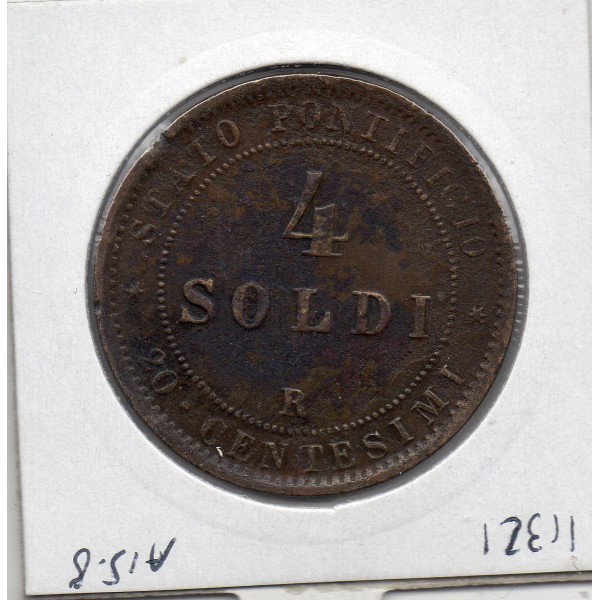 STATO PONTIFICIO
4
SOLDI
R
20 · CENTESIMI
A15-8
11321